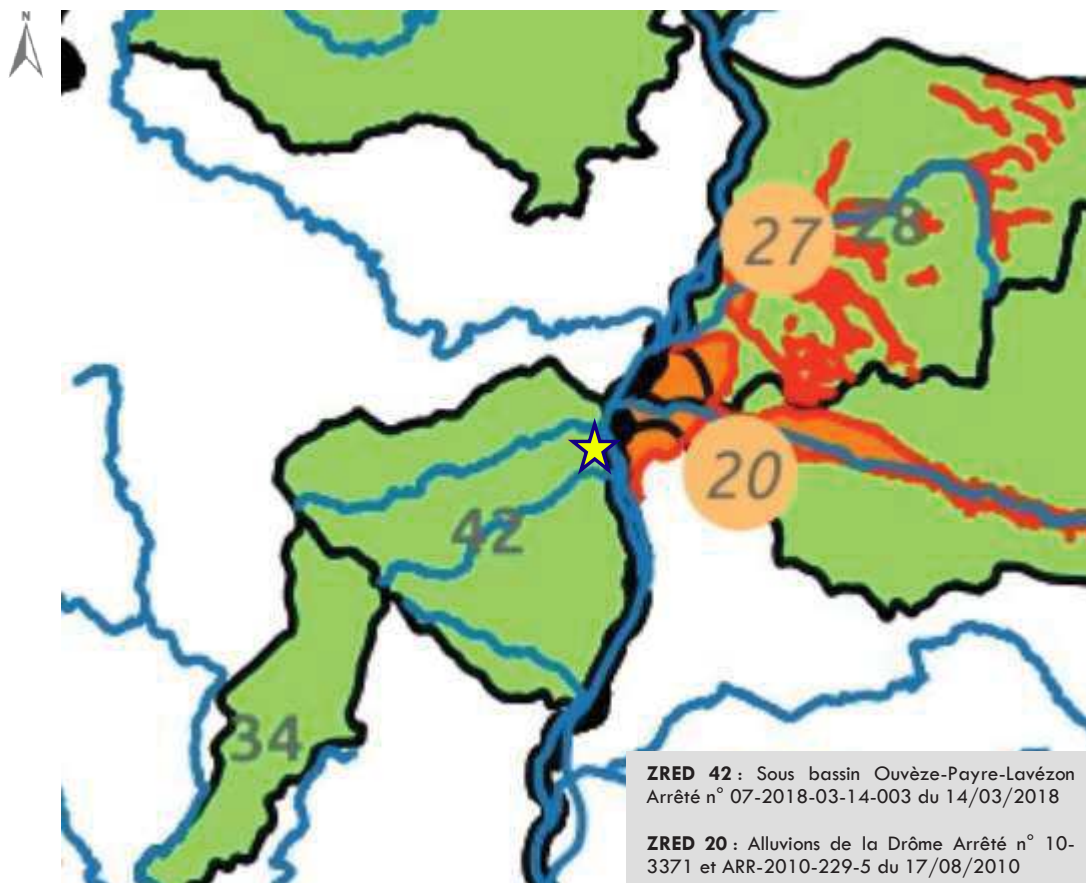 N
27
28
20
42
34
ZRED 42 : Sous bassin Ouvèze-Payre-Lavézon
Arrêté n° 07-2018-03-14-003 du 14/03/2018
ZRED 20 : Alluvions de la Drôme Arrêté n° 10-
3371 et ARR-2010-229-5 du 17/08/2010